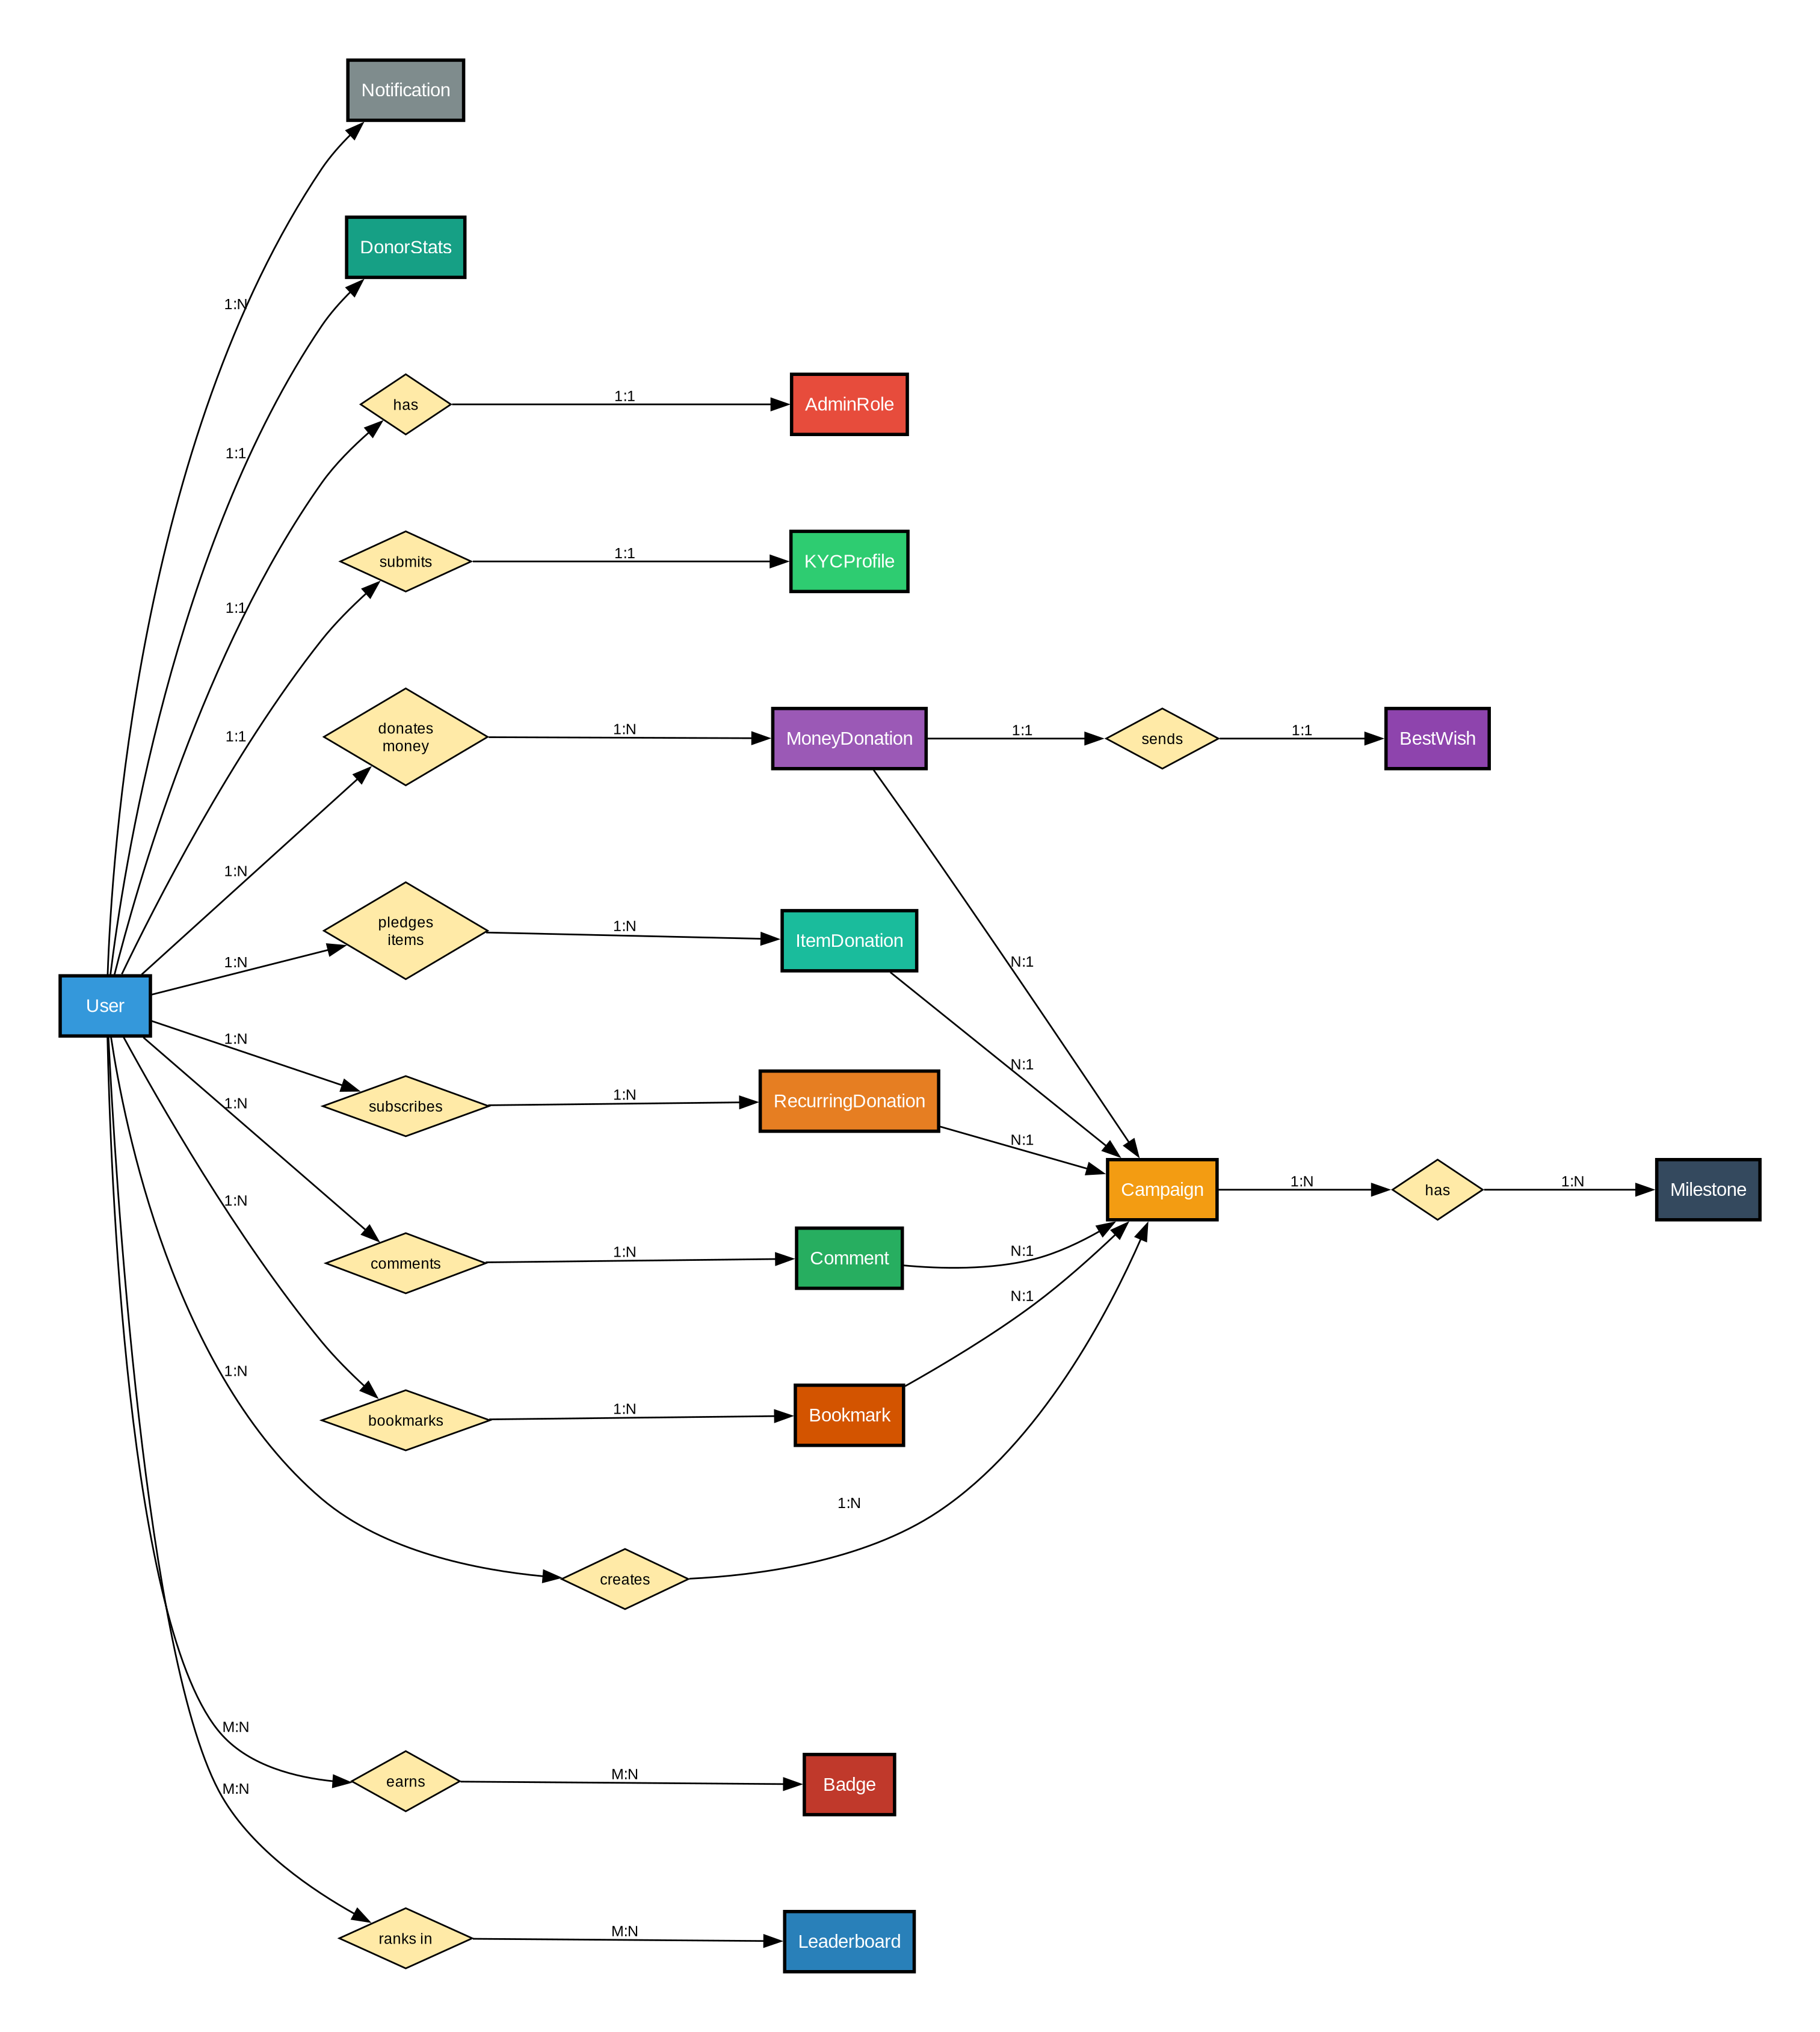 Notification
1:N
DonorStats
1:1
has
1:1
AdminRole
1:1
submits
1:1
KYCProfile
1:1
donates
money
1:N
MoneyDonation
1:1
sends
1:1
BestWish
1:N
pledges
items
1:N
ItemDonation
N:1
1:N
User
1:N
subscribes
1:N
RecurringDonation
N:1
N:1
1:N
comments
1:N
Comment
N:1
Campaign
1:N
has
1:N
Milestone
1:N
bookmarks
1:N
Bookmark
N:1
1:N
creates
1:N
M:N
earns
M:N
Badge
M:N
ranks in
M:N
Leaderboard